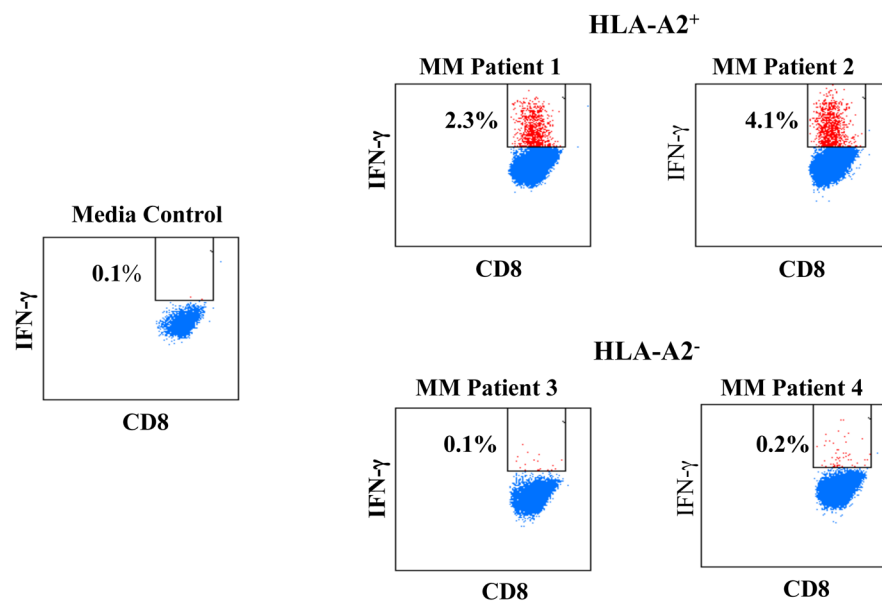 HLA-A2⁺
MM Patient 1
2.3%
IFN-γ
CD8
MM Patient 2
4.1%
IFN-γ
CD8
Media Control
0.1%
IFN-γ
CD8
HLA-A2⁻
MM Patient 3
0.1%
IFN-γ
CD8
MM Patient 4
0.2%
IFN-γ
CD8